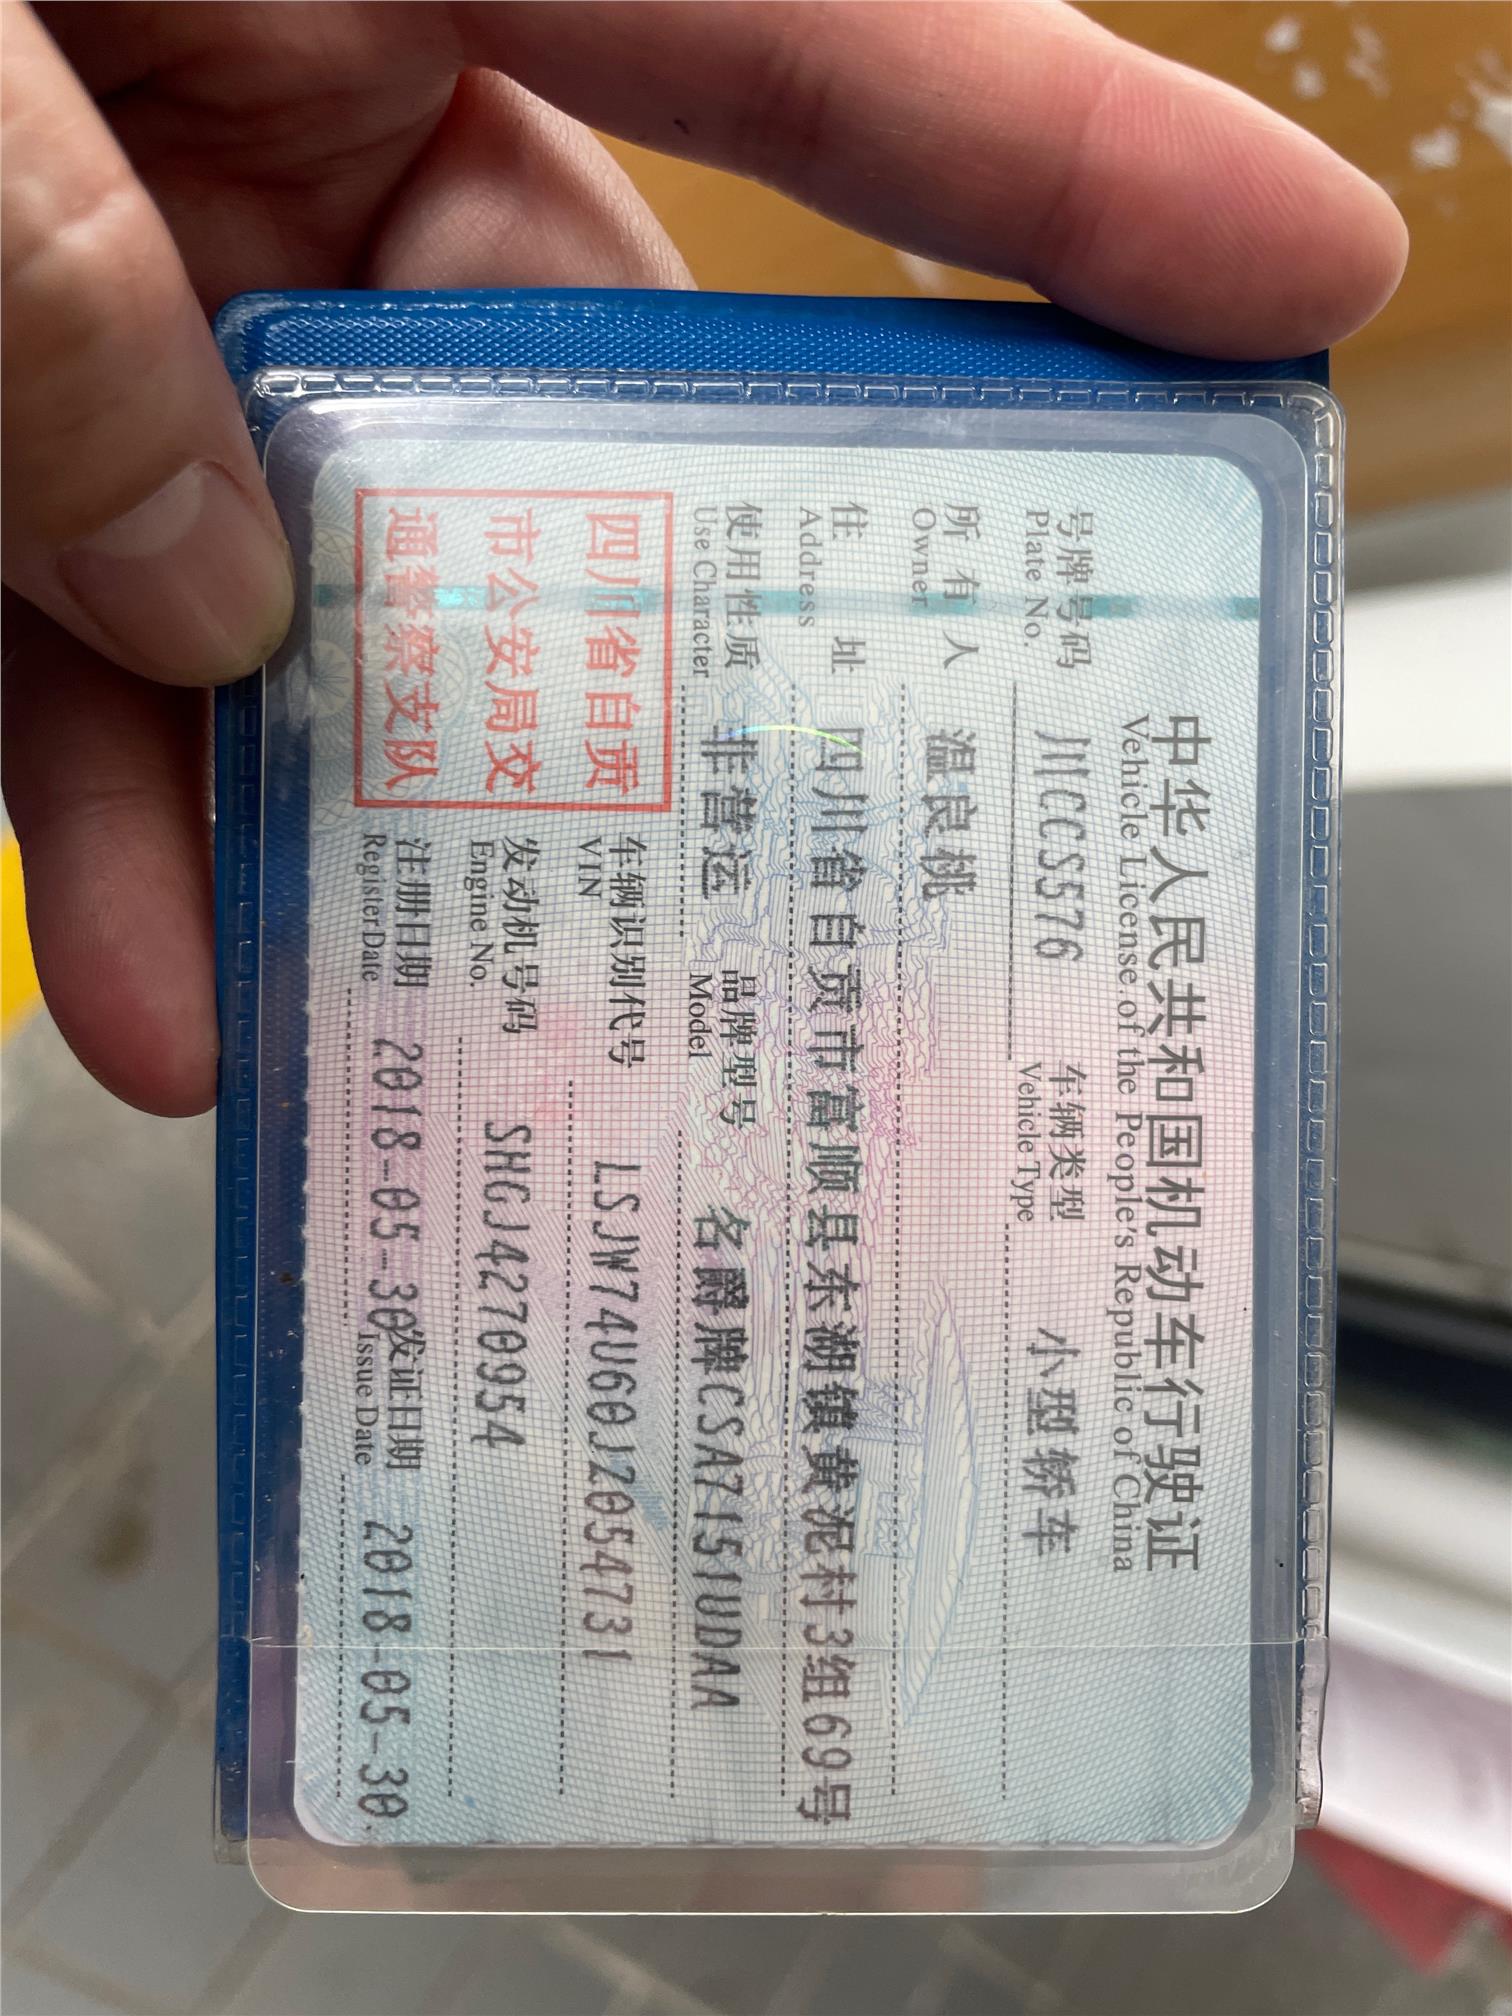 中华人民共和国机动车行驶证
Vehicle License of the People's Republic of China
号牌号码 川CCS576 车辆类型 小型轿车
Plate No. Vehicle Type
所有人 温良桃
Owner
住址 四川省自贡市富顺县东湖镇黄泥村3组69号
Address
使用性质 非营运 品牌型号 名爵牌CSA7151UDAA
Use Character Model
四川省自贡
市公安局交
通警察支队
车辆识别代号 LSJW74U60JZ054731
VIN
发动机号码 SHGJ4270954
Engine No.
注册日期 2018-05-30 发证日期 2018-05-30
Register Date Issue Date